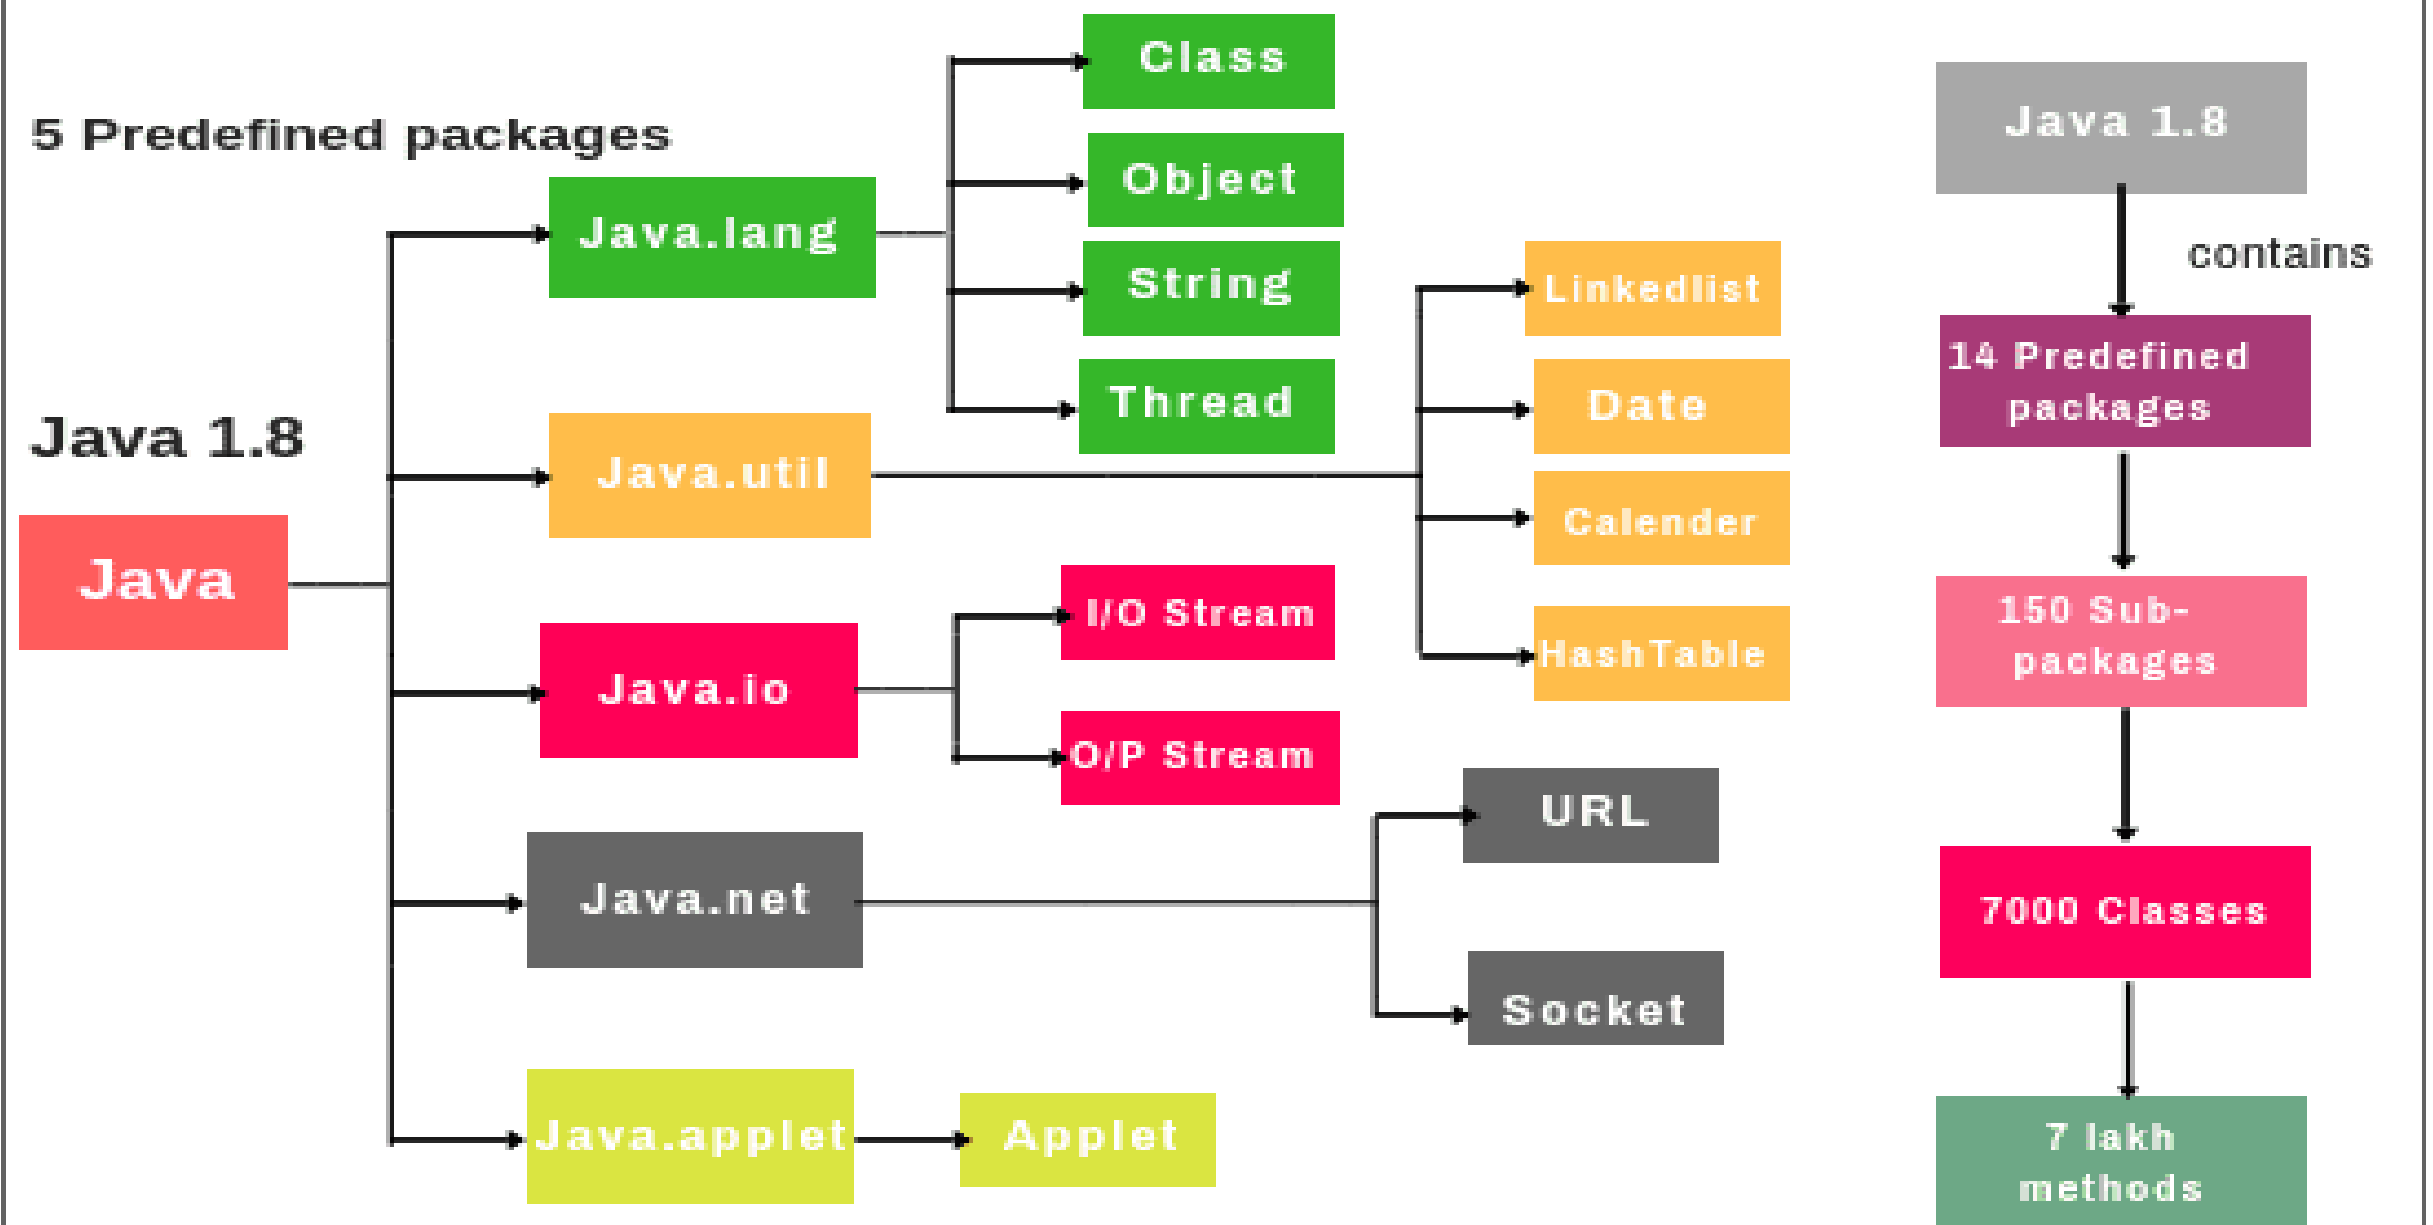 5 Predefined packages
Java 1.8
Java
Java.lang
Class
Object
String
Thread
Java.util
Linkedlist
Date
Calender
HashTable
Java.io
I/O Stream
O/P Stream
Java.net
URL
Socket
Java.applet
Applet
Java 1.8
contains
14 Predefined
packages
150 Sub-
packages
7000 Classes
7 lakh
methods